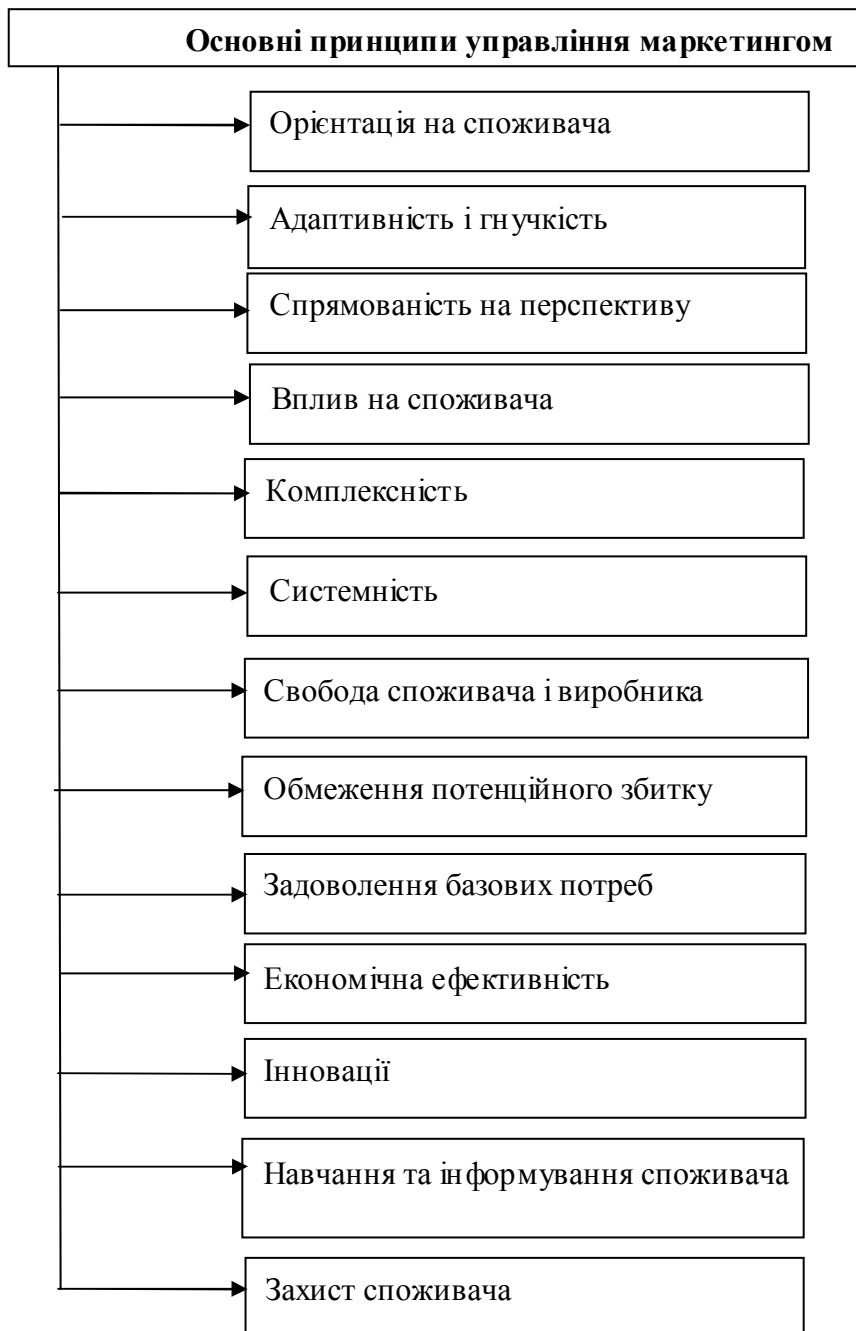 Основні принципи управління маркетингом
Орієнтація на споживача
Адаптивність і гнучкість
Спрямованість на перспективу
Вплив на споживача
Комплексність
Системність
Свобода споживача і виробника
Обмеження потенційного збитку
Задоволення базових потреб
Економічна ефективність
Інновації
Навчання та інформування споживача
Захист споживача